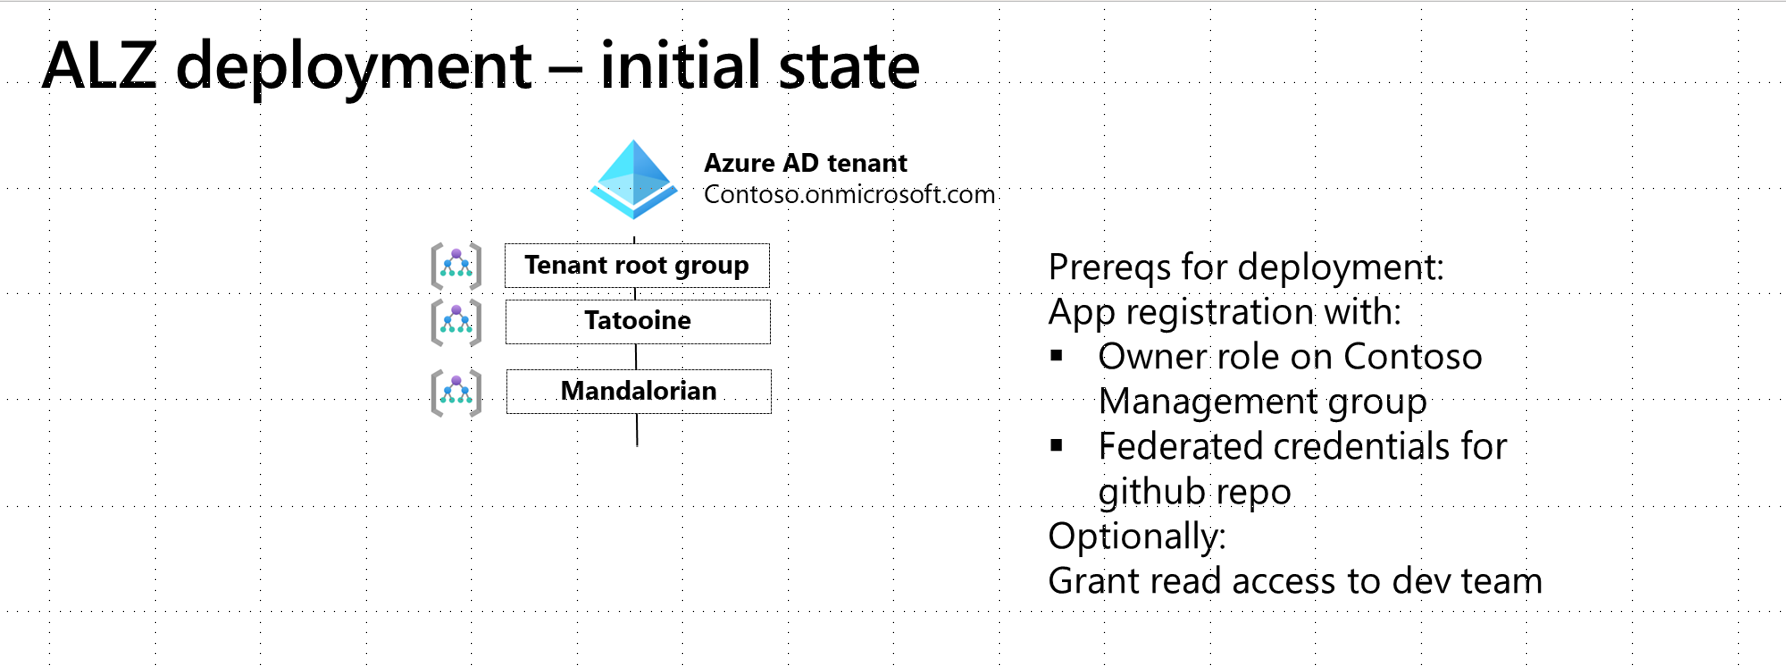 ALZ deployment – initial state
Azure AD tenant
Contoso.onmicrosoft.com
Tenant root group
Tatooine
Mandalorian
Prereqs for deployment:
App registration with:
▪ Owner role on Contoso
Management group
▪ Federated credentials for
github repo
Optionally:
Grant read access to dev team